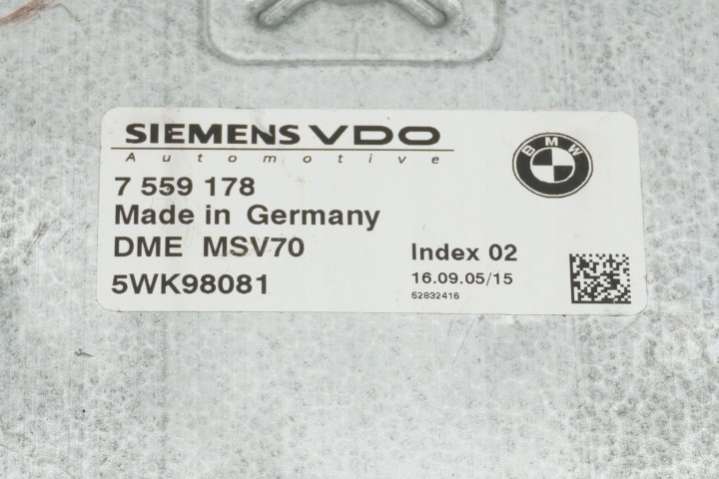 SIEMENS VDO
Automotive
BMW
7 559 178
Made in Germany
DME MSV70
Index 02
5WK98081
16.09.05/15
52832416